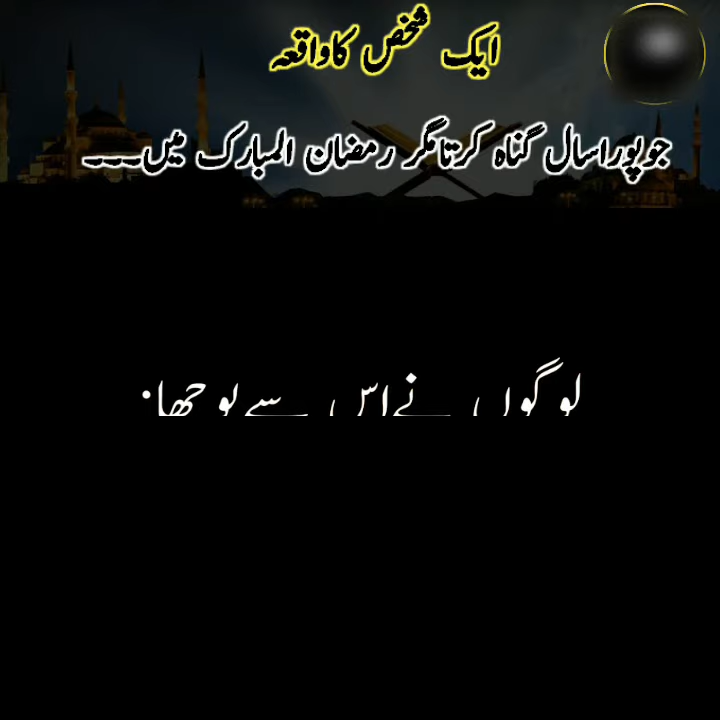 ایک شخص کا واقعہ
جو پورا سال گناہ کرتا مگر رمضان المبارک میں۔۔۔
لوگوں نے اس سے پوچھا